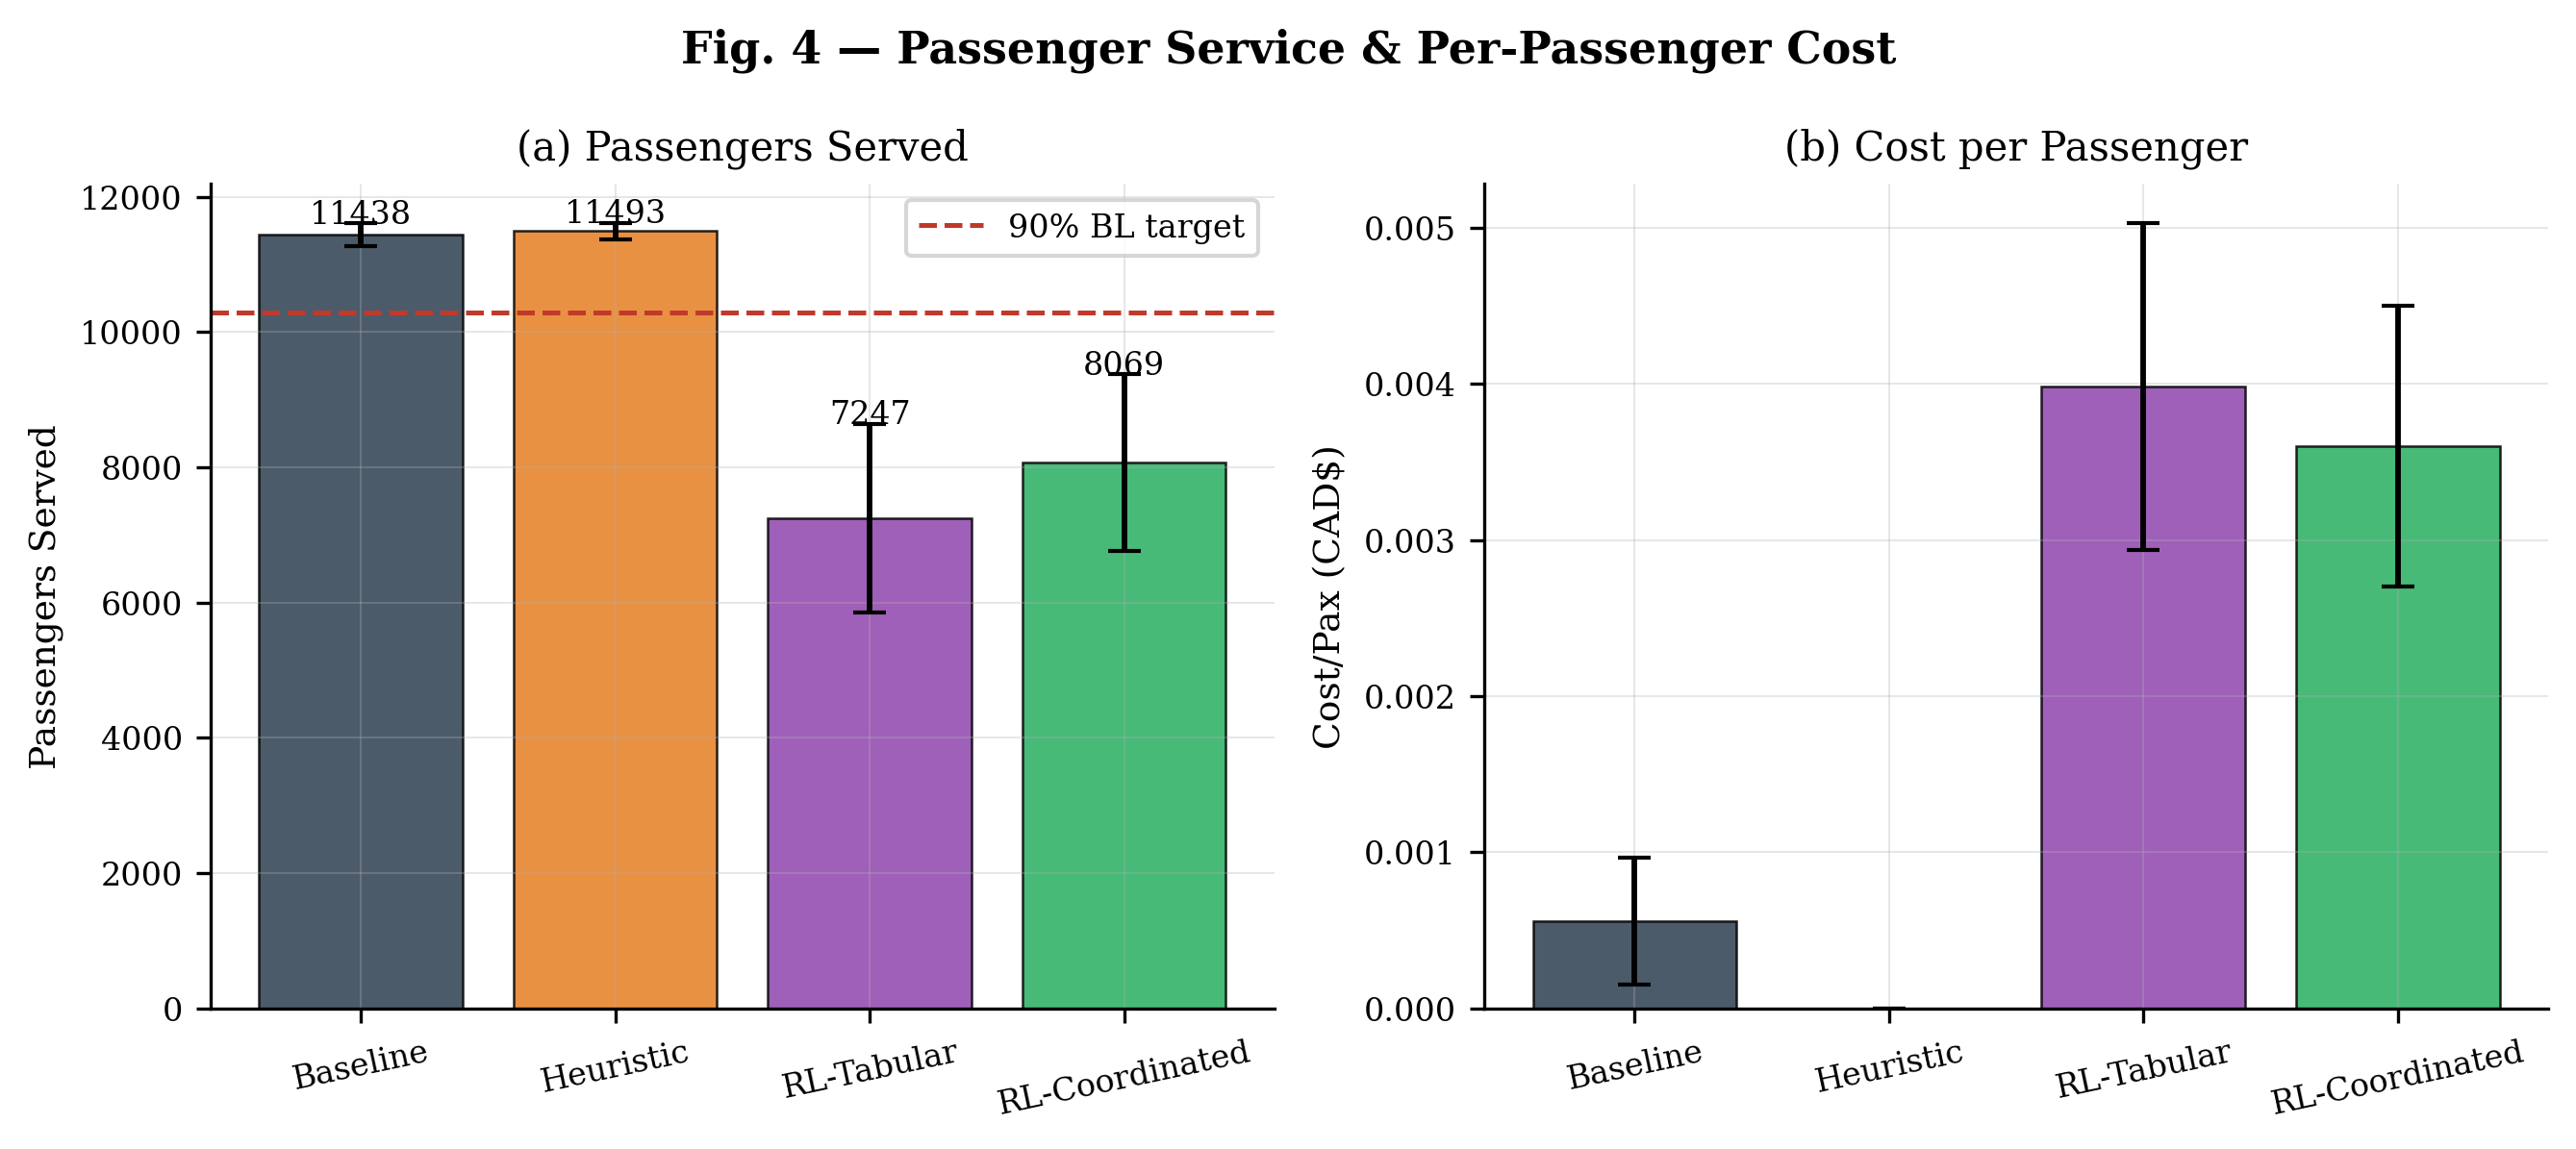 Fig. 4 — Passenger Service & Per-Passenger Cost
(a) Passengers Served
Passengers Served
12000
10000
8000
6000
4000
2000
0
11438
11493
7247
8069
90% BL target
Baseline
Heuristic
RL-Tabular
RL-Coordinated
(b) Cost per Passenger
Cost/Pax (CAD$)
0.005
0.004
0.003
0.002
0.001
0.000
Baseline
Heuristic
RL-Tabular
RL-Coordinated